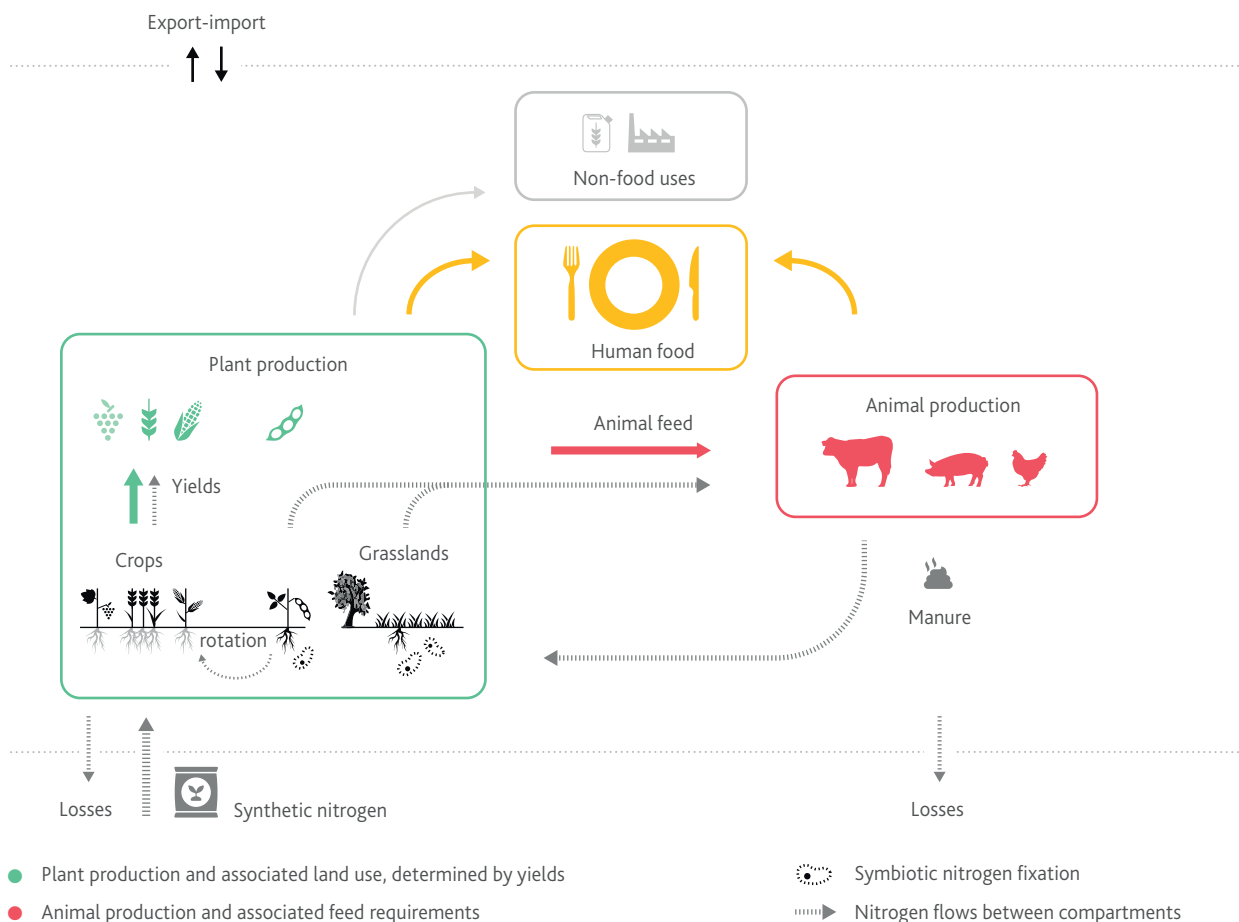 Export-import
Non-food uses
Human food
Plant production
Animal production
Animal feed
Yields
Crops
Grasslands
Manure
rotation
Losses
Synthetic nitrogen
Losses
Plant production and associated land use, determined by yields
Symbiotic nitrogen fixation
Animal production and associated feed requirements
Nitrogen flows between compartments